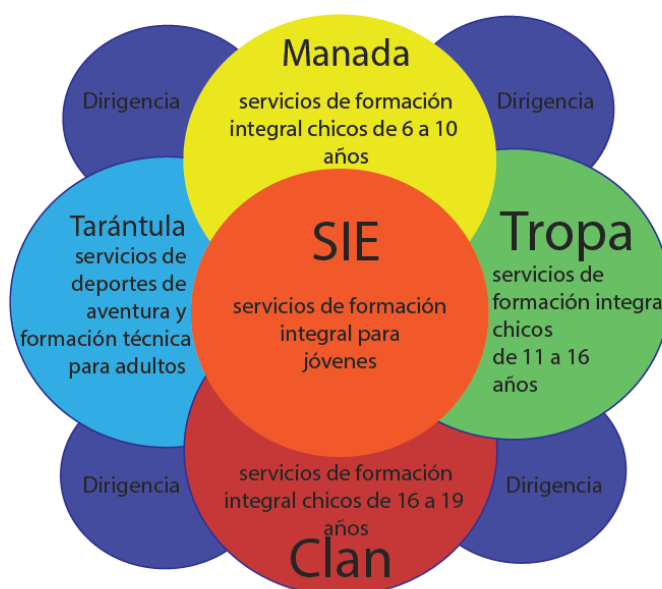 Dirigencia
Manada
servicios de formación
integral chicos de 6 a 10
años
Dirigencia
Tarántula
servicios de
deportes de
aventura y
formación técnica
para adultos
SIE
servicios de formación
integral para
jóvenes
Tropa
servicios de
formación integra
chicos
de 11 a 16
años
Dirigencia
servicios de formación
integral chicos de 16 a 19
años
Clan
Dirigencia